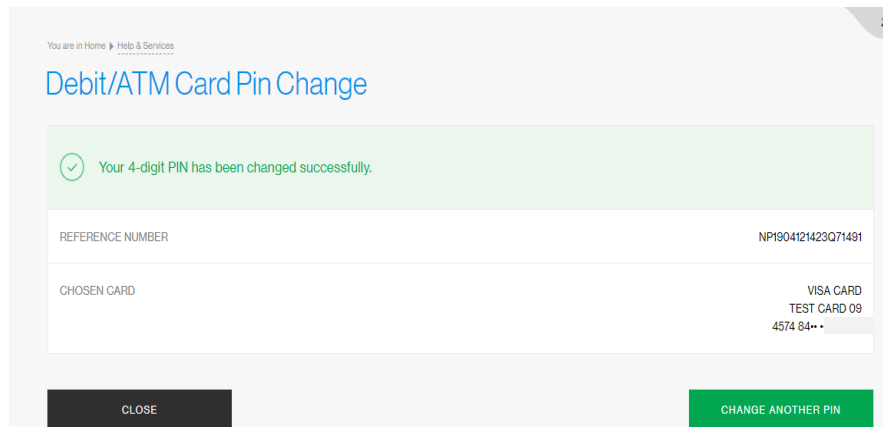 You are in Home ▶ Help & Services
Debit/ATM Card Pin Change
Your 4-digit PIN has been changed successfully.
REFERENCE NUMBER
NP1904121423Q71491
CHOSEN CARD
VISA CARD
TEST CARD 09
4574 84•• •
CLOSE
CHANGE ANOTHER PIN